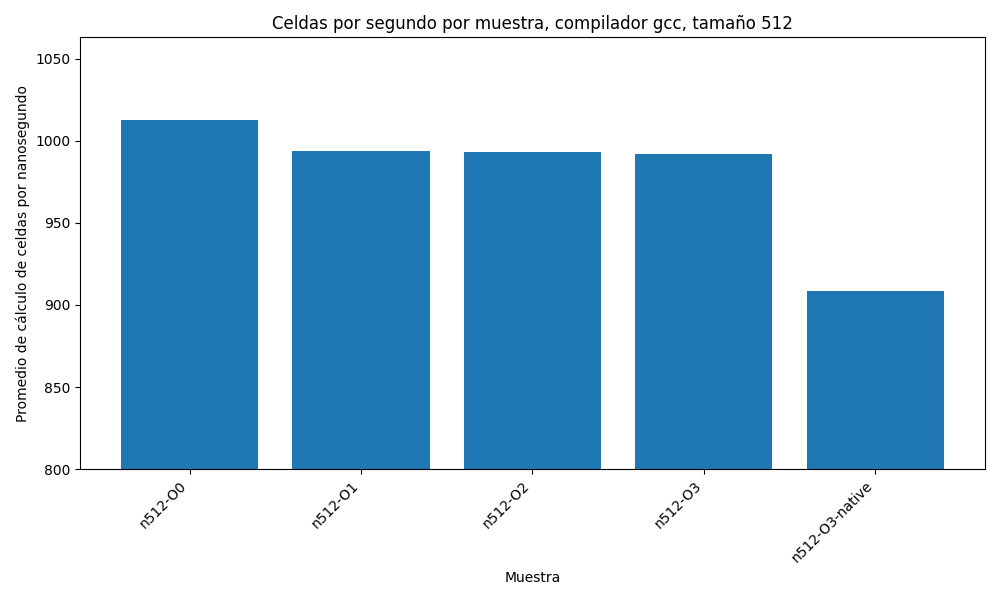 Celdas por segundo por muestra, compilador gcc, tamaño 512
Promedio de cálculo de celdas por nanosegundo
1050
1000
950
900
850
800
n512-O0
n512-O1
n512-O2
n512-O3
n512-O3-native
Muestra